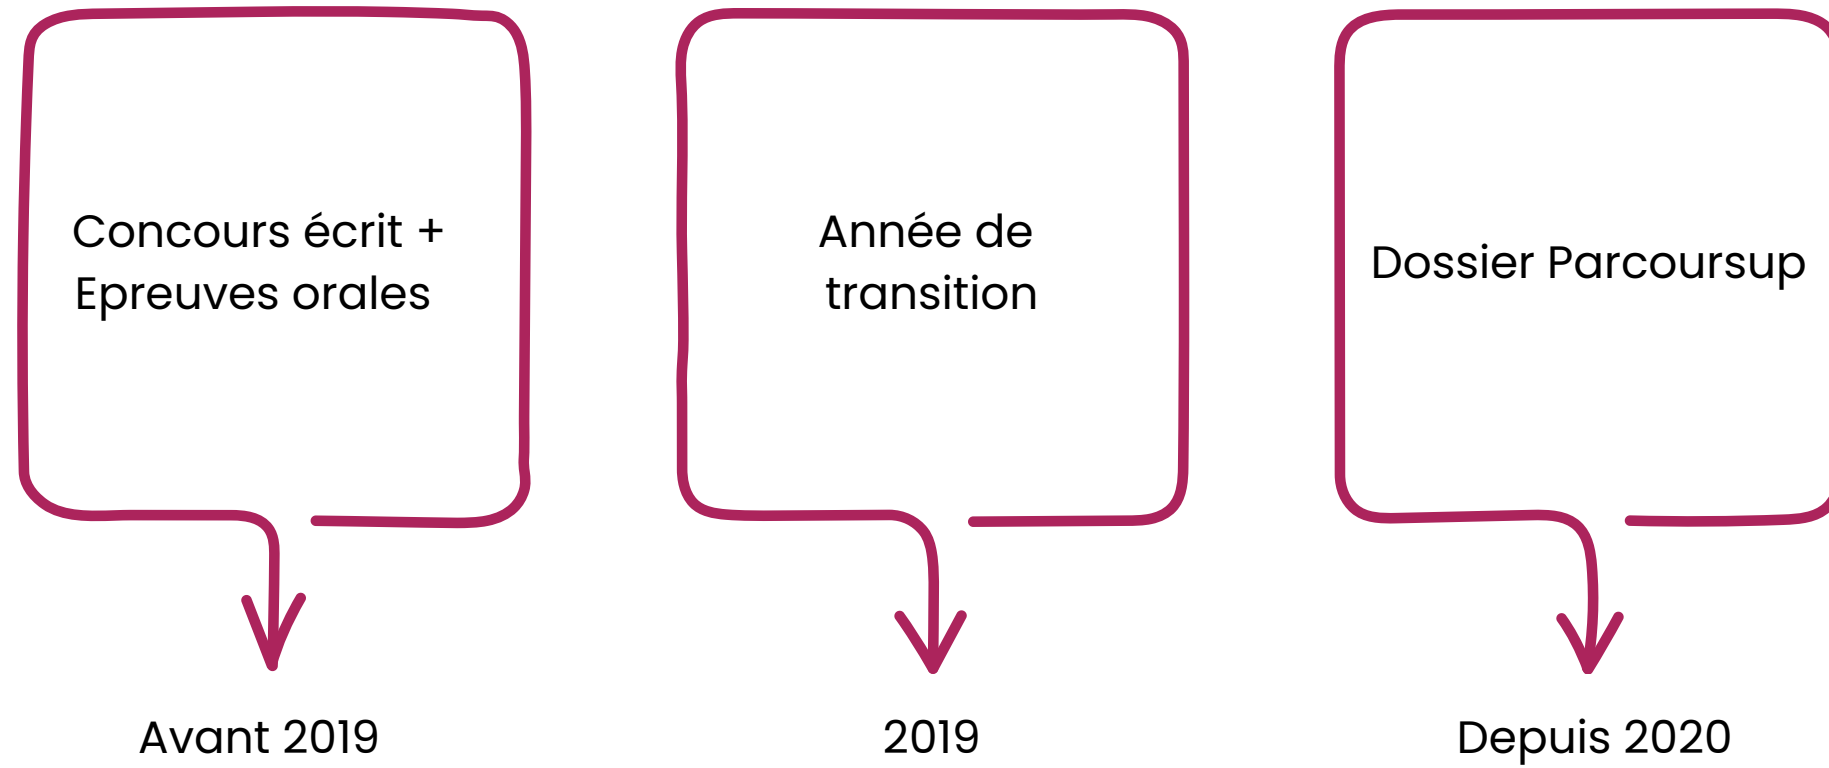 Concours écrit +
Epreuves orales
Avant 2019
Année de
transition
2019
Dossier Parcoursup
Depuis 2020